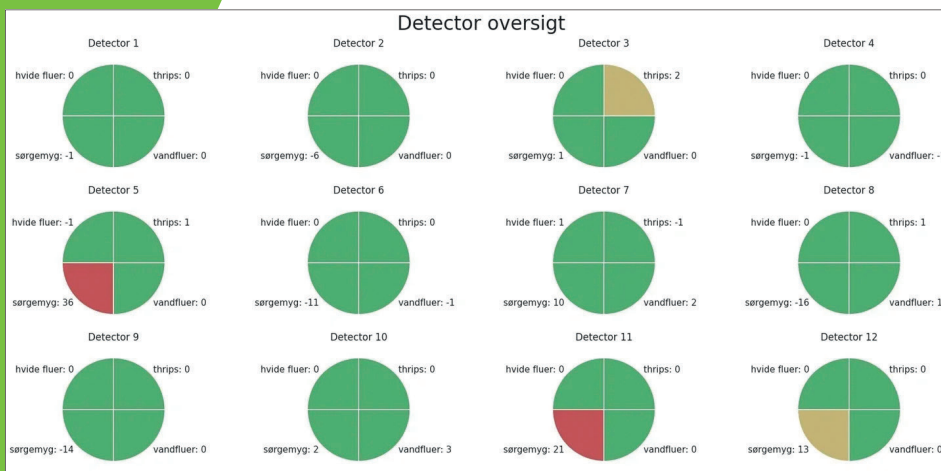 Detector oversigt
Detector 1
Detector 2
Detector 3
Detector 4
hvide fluer: 0
thrips: 0
hvide fluer: 0
thrips: 0
hvide fluer: 0
thrips: 2
hvide fluer: 0
thrips: 0
sørgemyg: -1
vandfluer: 0
sørgemyg: -6
vandfluer: 0
sørgemyg: 1
vandfluer: 0
sørgemyg: -1
vandfluer: -
Detector 5
Detector 6
Detector 7
Detector 8
hvide fluer: -1
thrips: 1
hvide fluer: 0
thrips: 0
hvide fluer: 1
thrips: -1
hvide fluer: 0
thrips: 1
sørgemyg: 36
vandfluer: 0
sørgemyg: -11
vandfluer: -1
sørgemyg: 10
vandfluer: 2
sørgemyg: -16
vandfluer: 1
Detector 9
Detector 10
Detector 11
Detector 12
hvide fluer: 0
thrips: 0
hvide fluer: 0
thrips: 0
hvide fluer: 0
thrips: 0
hvide fluer: 0
thrips: 0
sørgemyg: -14
vandfluer: 0
sørgemyg: 2
vandfluer: 3
sørgemyg: 21
vandfluer: 0
sørgemyg: 13
vandfluer: 0